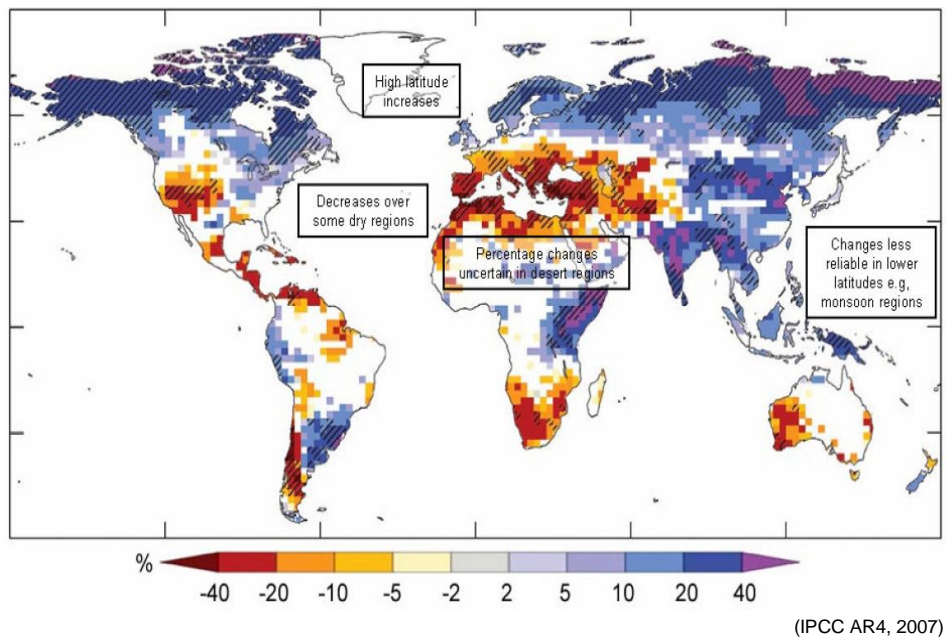 High latitude
increases
Decreases over
some dry regions
Percentage changes
uncertain in desert regions
Changes less
reliable in lower
latitudes e.g,
monsoon regions
%
-40 -20 -10 -5 -2 2 5 10 20 40
(IPCC AR4, 2007)